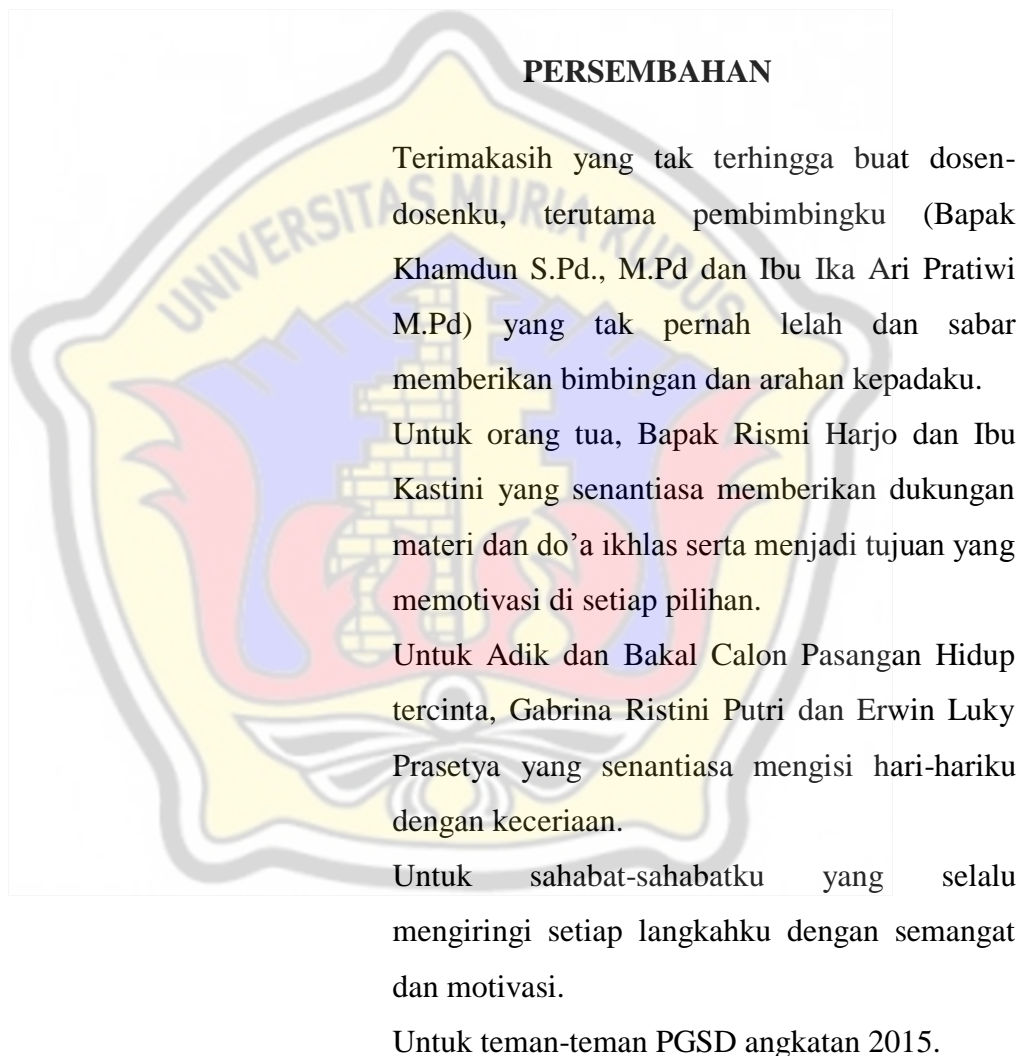 PERSEMBAHAN
UNIVERSITAS MURIA KUDUS
Terimakasih yang tak terhingga buat dosen-
dosenku, terutama pembimbingku (Bapak
Khamdun S.Pd., M.Pd dan Ibu Ika Ari Pratiwi
M.Pd) yang tak pernah lelah dan sabar
memberikan bimbingan dan arahan kepadaku.
Untuk orang tua, Bapak Rismi Harjo dan Ibu
Kastini yang senantiasa memberikan dukungan
materi dan do’a ikhlas serta menjadi tujuan yang
memotivasi di setiap pilihan.
Untuk Adik dan Bakal Calon Pasangan Hidup
tercinta, Gabrina Ristini Putri dan Erwin Luky
Prasetya yang senantiasa mengisi hari-hariku
dengan keceriaan.
Untuk sahabat-sahabatku yang selalu
mengiringi setiap langkahku dengan semangat
dan motivasi.
Untuk teman-teman PGSD angkatan 2015.